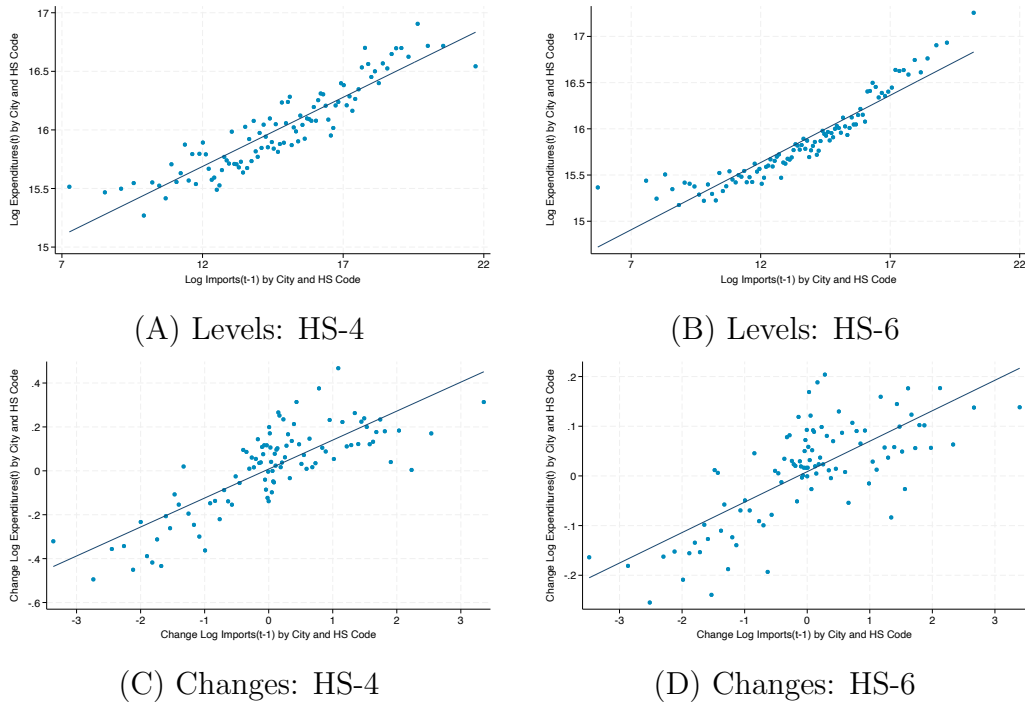 Log Expenditures(t) by City and HS Code
17
16.5
16
15.5
15
7 12 17 22
Log Imports(t-1) by City and HS Code
(A) Levels: HS-4
Log Expenditures(t) by City and HS Code
17
16
15
7 12 17 22
Log Imports(t-1) by City and HS Code
(B) Levels: HS-6
Change Log Expenditures(t) by City and HS Code
.4
.2
0
-.2
-.4
-.6
-3 -2 -1 0 1 2 3
Change Log Imports(t-1) by City and HS Code
(C) Changes: HS-4
Change Log Expenditures(t) by City and HS Code
.2
.1
0
-.1
-.2
-3 -2 -1 0 1 2 3
Change Log Imports(t-1) by City and HS Code
(D) Changes: HS-6